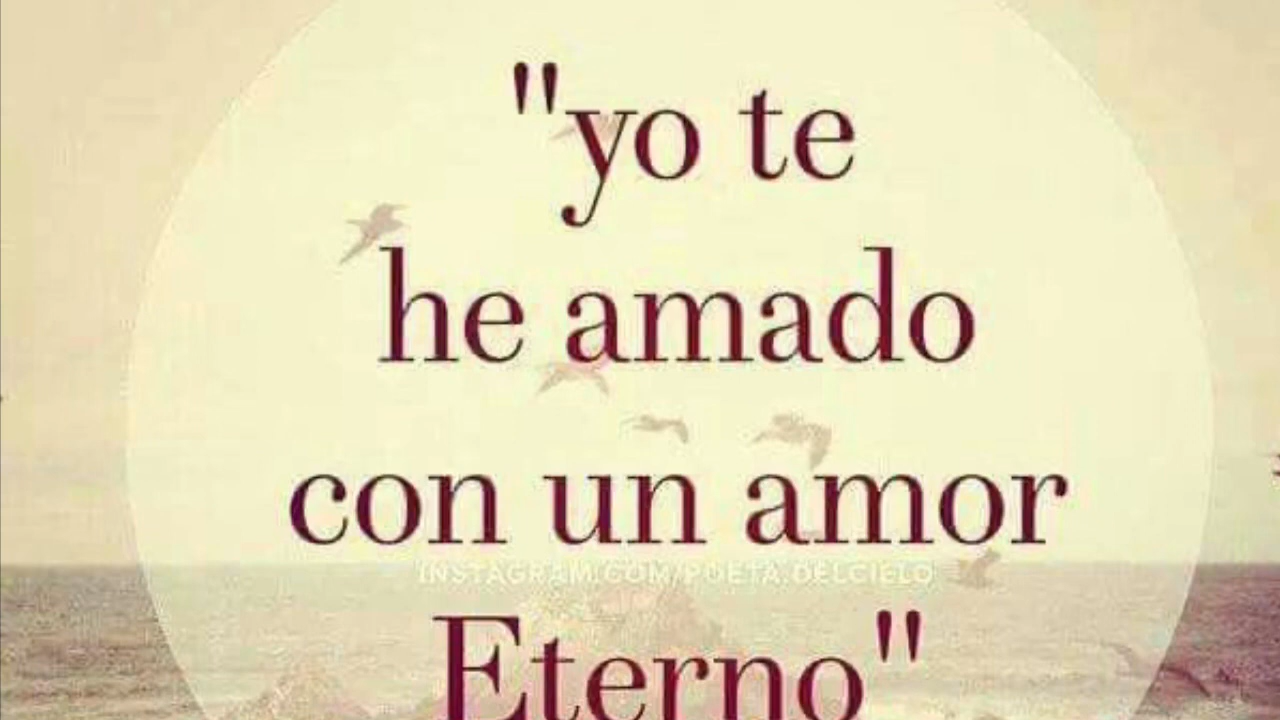 "yo te
he amado
con un amor
INSTAGRAM.COM/POETA.DELCIELO
Eterno"